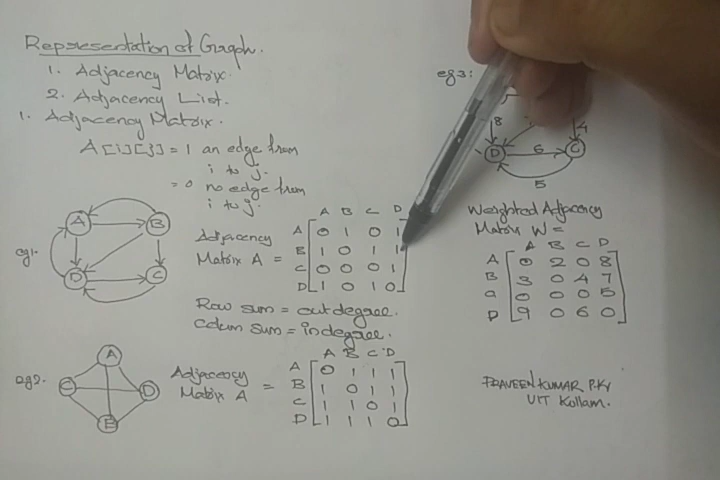 Representation of Graph.
1. Adjacency Matrix.
2. Adjacency List.
1. Adjacency Matrix.
A[i][j] = 1 an edge from
i to j.
= 0 no edge from
i to j.
eg1.
A B
D C
Adjacency
Matrix A =
A B C D
A 0 1 0 1
B 1 0 1 1
C 0 0 0 1
D 1 0 1 0
Row sum = outdegree.
Colum sum = indegree.
eg2.
A
C D
B
Adjacency
Matrix A =
A B C D
A 0 1 1 1
B 1 0 1 1
C 1 1 0 1
D 1 1 1 0
eg3:
8 4
D 6 C
5
Weighted Adjacency
Matrix W =
A B C D
A 0 2 0 8
B 3 0 4 7
C 0 0 0 5
D 9 0 6 0
PRAVEEN KUMAR P.K,
UIT Kollam.